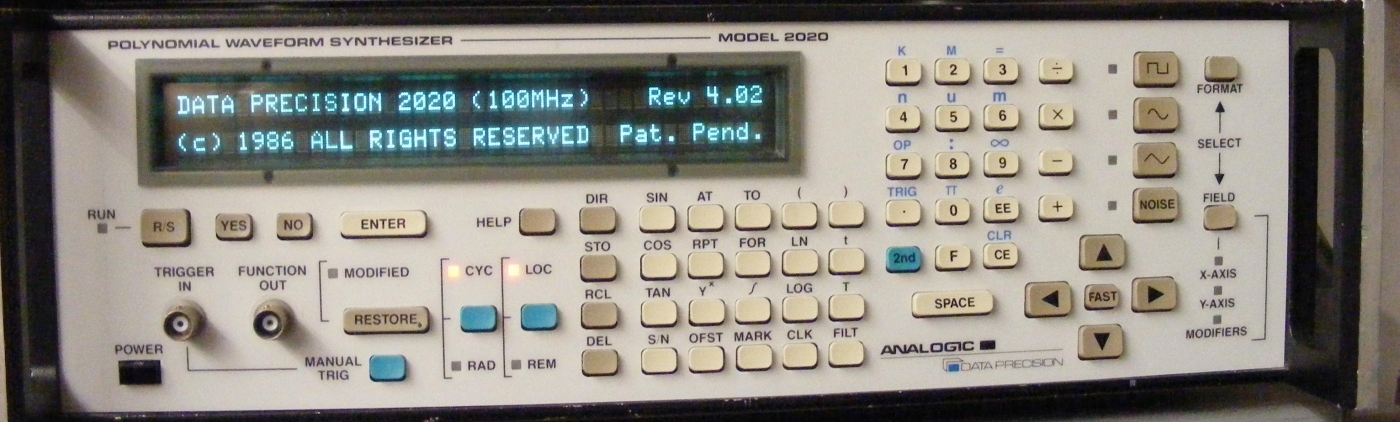 POLYNOMIAL WAVEFORM SYNTHESIZER MODEL 2020
DATA PRECISION 2020 (100MHz) Rev 4.02
(c) 1986 ALL RIGHTS RESERVED Pat. Pend.
RUN
R/S YES NO ENTER HELP
TRIGGER IN
FUNCTION OUT
MODIFIED
RESTORE
CYC LOC
RAD REM
POWER
MANUAL TRIG
DIR SIN AT TO ( )
STO COS RPT FOR LN t
RCL TAN Yˣ ∫ LOG T
DEL S/N OFST MARK CLK FILT
K M =
1 2 3 ÷
n u m
4 5 6 ×
OP : ∞
7 8 9 −
TRIG π e
. 0 EE +
CLR
2nd F CE
SPACE
NOISE
FAST
FORMAT
SELECT
FIELD
X-AXIS
Y-AXIS
MODIFIERS
ANALOGIC
DATA PRECISION